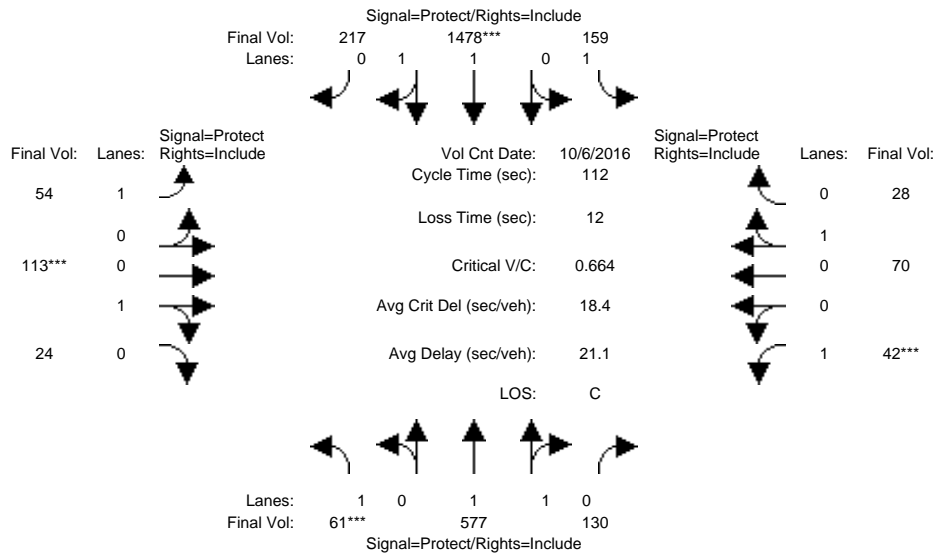 Signal=Protect/Rights=Include
Final Vol: 217 1478*** 159
Lanes: 0 1 1 0 1
Signal=Protect
Final Vol: Lanes: Rights=Include
Vol Cnt Date: 10/6/2016
Signal=Protect
Rights=Include Lanes: Final Vol:
Cycle Time (sec): 112
54 1
0 28
Loss Time (sec): 12
0
1
113*** 0
Critical V/C: 0.664
0 70
1
Avg Crit Del (sec/veh): 18.4
0
24 0
Avg Delay (sec/veh): 21.1
1 42***
LOS: C
Lanes: 1 0 1 1 0
Final Vol: 61*** 577 130
Signal=Protect/Rights=Include